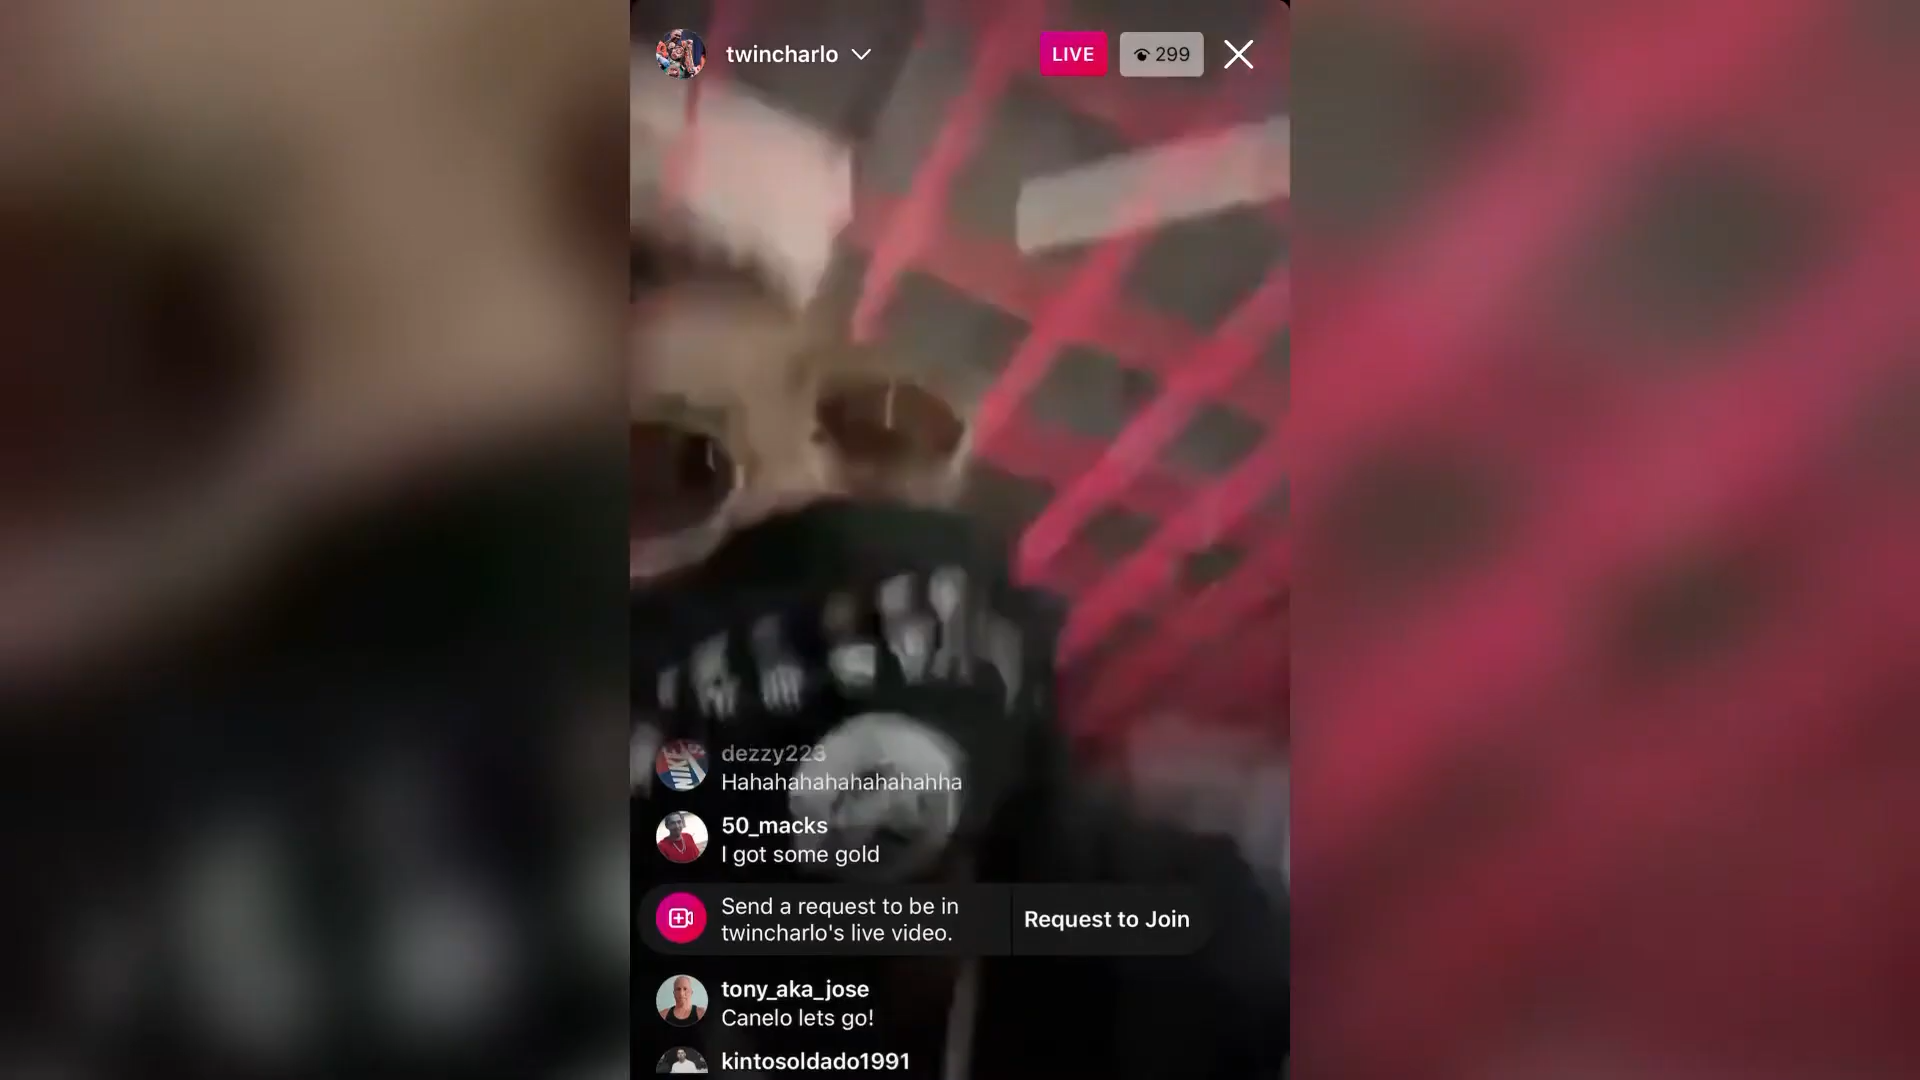 twincharlo
LIVE
299
NIKE
dezzy223
Hahahahahahahahahha
50_macks
I got some gold
Send a request to be in
twincharlo's live video.
Request to Join
tony_aka_jose
Canelo lets go!
kintosoldado1991